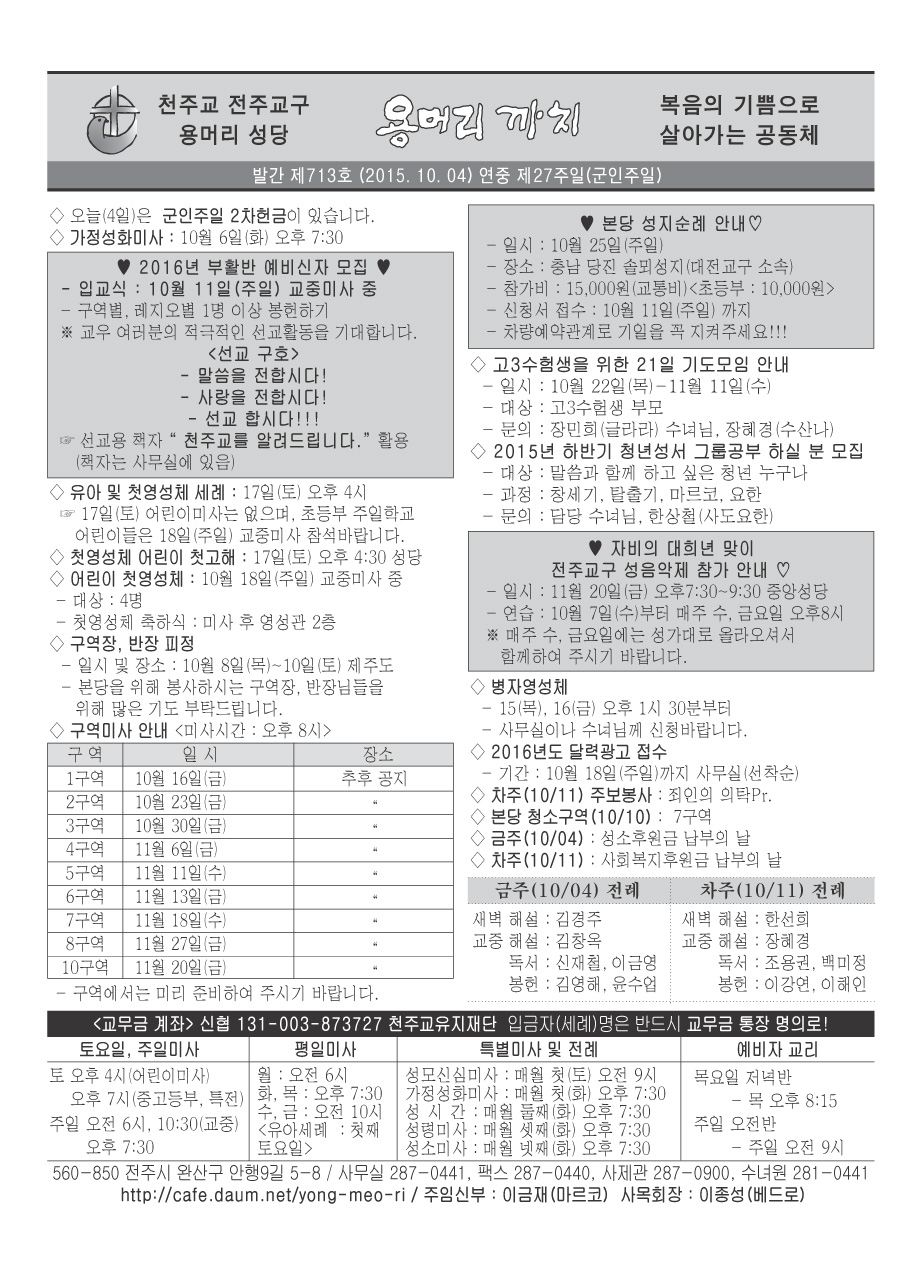 천주교 전주교구
용머리 성당
용머리 까치
복음의 기쁨으로
살아가는 공동체
발간 제713호 (2015. 10. 04) 연중 제27주일(군인주일)
◇ 오늘(4일)은 군인주일 2차헌금이 있습니다.
◇ 가정성화미사 : 10월 6일(화) 오후 7:30
♥ 2016년 부활반 예비신자 모집 ♥
- 입교식 : 10월 11일(주일) 교중미사 중
- 구역별, 레지오별 1명 이상 봉헌하기
※ 교우 여러분의 적극적인 선교활동을 기대합니다.
<선교 구호>
- 말씀을 전합시다!
- 사랑을 전합시다!
- 선교 합시다!!!
☞ 선교용 책자 “ 천주교를 알려드립니다.” 활용
(책자는 사무실에 있음)
◇ 유아 및 첫영성체 세례 : 17일(토) 오후 4시
☞ 17일(토) 어린이미사는 없으며, 초등부 주일학교
어린이들은 18일(주일) 교중미사 참석바랍니다.
◇ 첫영성체 어린이 첫고해 : 17일(토) 오후 4:30 성당
◇ 어린이 첫영성체 : 10월 18일(주일) 교중미사 중
- 대상 : 4명
- 첫영성체 축하식 : 미사 후 영성관 2층
◇ 구역장, 반장 피정
- 일시 및 장소 : 10월 8일(목)~10일(토) 제주도
- 본당을 위해 봉사하시는 구역장, 반장님들을
위해 많은 기도 부탁드립니다.
◇ 구역미사 안내 <미사시간 : 오후 8시>
구 역 일 시 장소
1구역 10월 16일(금) 추후 공지
2구역 10월 23일(금) “
3구역 10월 30일(금) “
4구역 11월 6일(금) “
5구역 11월 11일(수) “
6구역 11월 13일(금) “
7구역 11월 18일(수) “
8구역 11월 27일(금) “
10구역 11월 20일(금) “
- 구역에서는 미리 준비하여 주시기 바랍니다.
♥ 본당 성지순례 안내♡
- 일시 : 10월 25일(주일)
- 장소 : 충남 당진 솔뫼성지(대전교구 소속)
- 참가비 : 15,000원(교통비)<초등부 : 10,000원>
- 신청서 접수 : 10월 11일(주일) 까지
- 차량예약관계로 기일을 꼭 지켜주세요!!!
◇ 고3수험생을 위한 21일 기도모임 안내
- 일시 : 10월 22일(목)-11월 11일(수)
- 대상 : 고3수험생 부모
- 문의 : 장민희(글라라) 수녀님, 장혜경(수산나)
◇ 2015년 하반기 청년성서 그룹공부 하실 분 모집
- 대상 : 말씀과 함께 하고 싶은 청년 누구나
- 과정 : 창세기, 탈출기, 마르코, 요한
- 문의 : 담당 수녀님, 한상철(사도요한)
♥ 자비의 대희년 맞이
전주교구 성음악제 참가 안내 ♡
- 일시 : 11월 20일(금) 오후7:30~9:30 중앙성당
- 연습 : 10월 7일(수)부터 매주 수, 금요일 오후8시
※ 매주 수, 금요일에는 성가대로 올라오셔서
함께하여 주시기 바랍니다.
◇ 병자영성체
- 15(목), 16(금) 오후 1시 30분부터
- 사무실이나 수녀님께 신청바랍니다.
◇ 2016년도 달력광고 접수
- 기간 : 10월 18일(주일)까지 사무실(선착순)
◇ 차주(10/11) 주보봉사 : 죄인의 의탁Pr.
◇ 본당 청소구역(10/10) : 7구역
◇ 금주(10/04) : 성소후원금 납부의 날
◇ 차주(10/11) : 사회복지후원금 납부의 날
금주(10/04) 전례 차주(10/11) 전례
새벽 해설 : 김경주 새벽 해설 : 한선희
교중 해설 : 김창옥 교중 해설 : 장혜경
독서 : 신재철, 이금영 독서 : 조용권, 백미정
봉헌 : 김영해, 윤수업 봉헌 : 이강연, 이해인
<교무금 계좌> 신협 131-003-873727 천주교유지재단 입금자(세례)명은 반드시 교무금 통장 명의로!
토요일, 주일미사 평일미사 특별미사 및 전례 예비자 교리
토 오후 4시(어린이미사)
오후 7시(중고등부, 특전)
주일 오전 6시, 10:30(교중)
오후 7:30
월 : 오전 6시
화, 목 : 오후 7:30
수, 금 : 오전 10시
<유아세례 : 첫째
토요일>
성모신심미사 : 매월 첫(토) 오전 9시
가정성화미사 : 매월 첫(화) 오후 7:30
성 시 간 : 매월 둘째(화) 오후 7:30
성령미사 : 매월 셋째(화) 오후 7:30
성소미사 : 매월 넷째(화) 오후 7:30
목요일 저녁반
- 목 오후 8:15
주일 오전반
- 주일 오전 9시
560-850 전주시 완산구 안행9길 5-8 / 사무실 287-0441, 팩스 287-0440, 사제관 287-0900, 수녀원 281-0441
http://cafe.daum.net/yong-meo-ri / 주임신부 : 이금재(마르코) 사목회장 : 이종성(베드로)